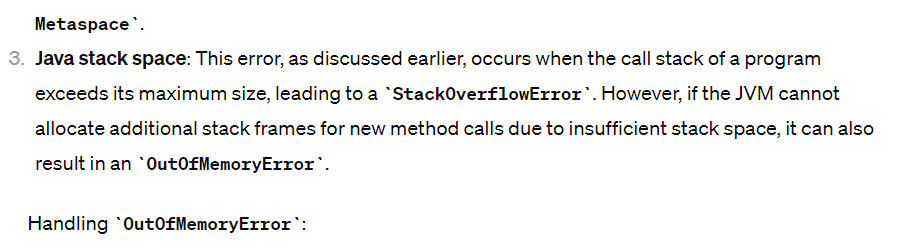 Metaspace`.
3. Java stack space: This error, as discussed earlier, occurs when the call stack of a program
exceeds its maximum size, leading to a `StackOverflowError`. However, if the JVM cannot
allocate additional stack frames for new method calls due to insufficient stack space, it can also
result in an `OutOfMemoryError`.
Handling `OutOfMemoryError`: